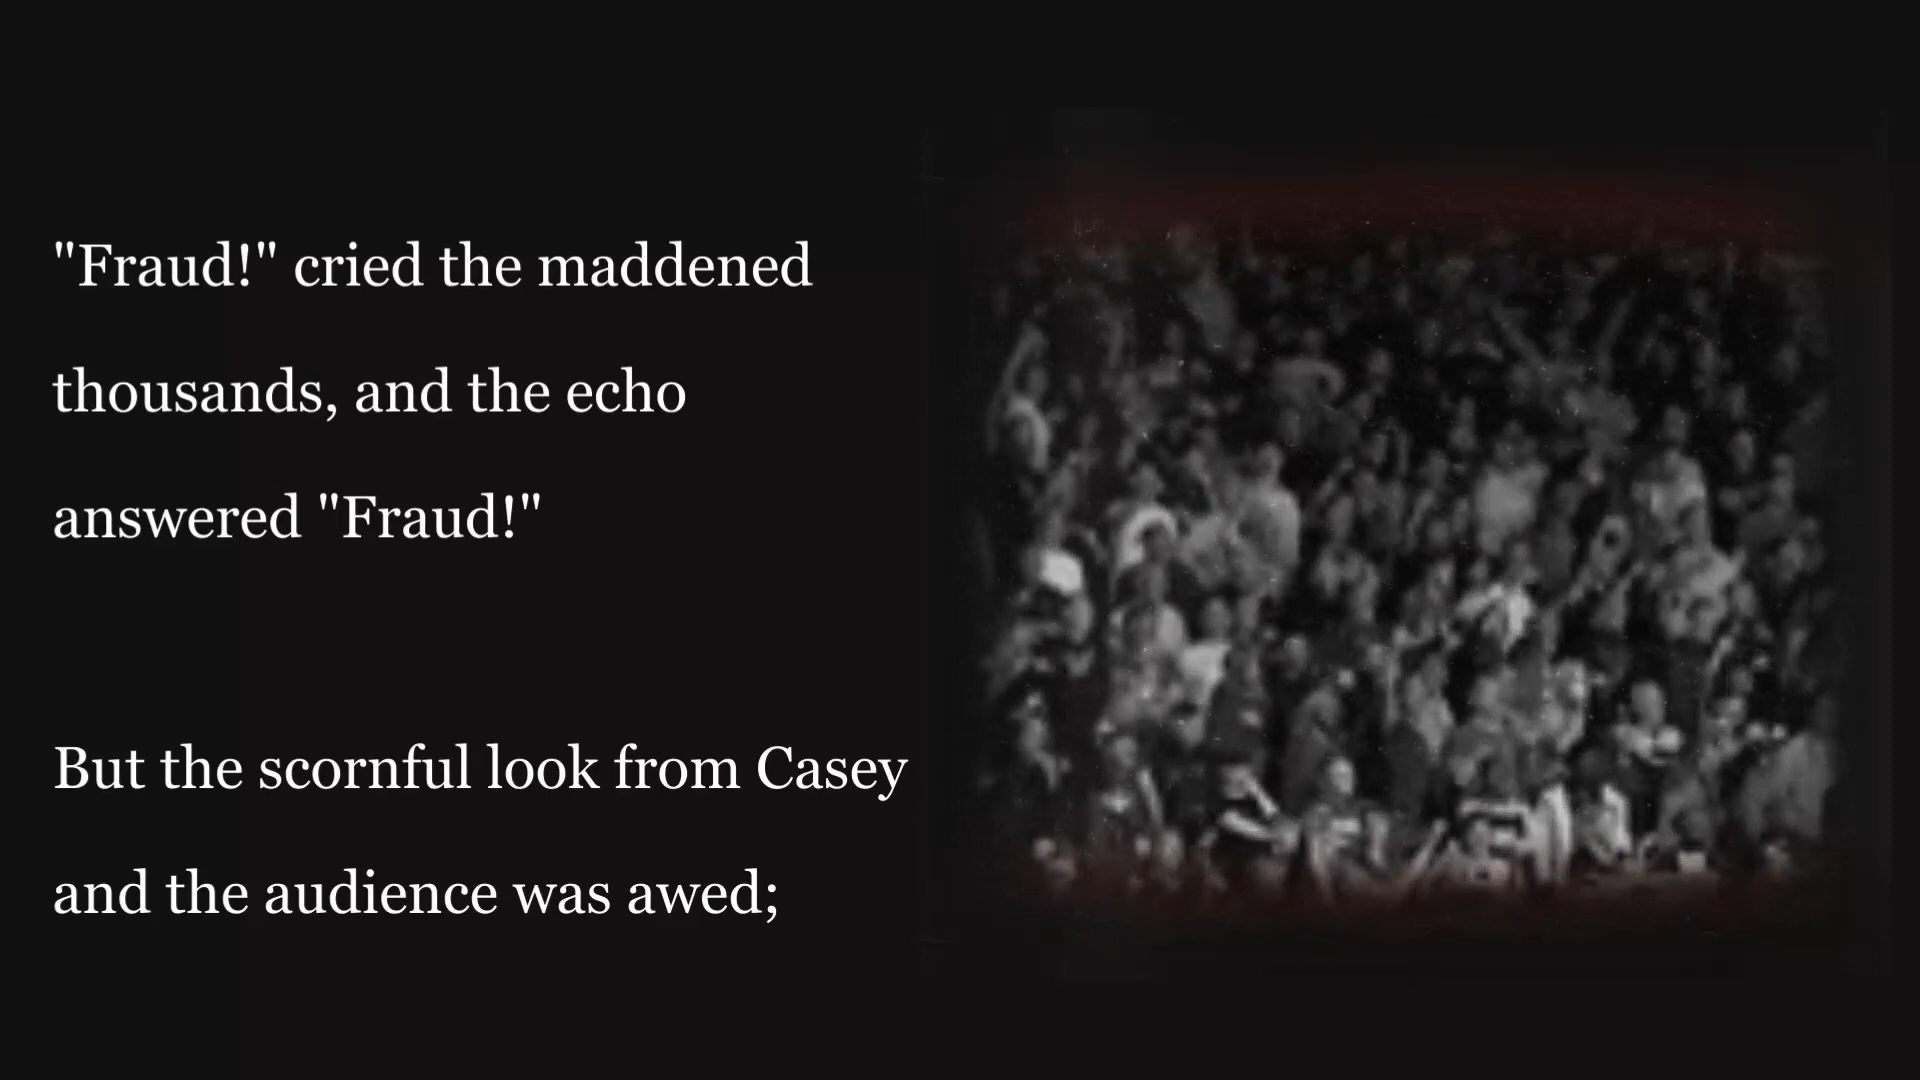 "Fraud!" cried the maddened
thousands, and the echo
answered "Fraud!"
But the scornful look from Casey
and the audience was awed;